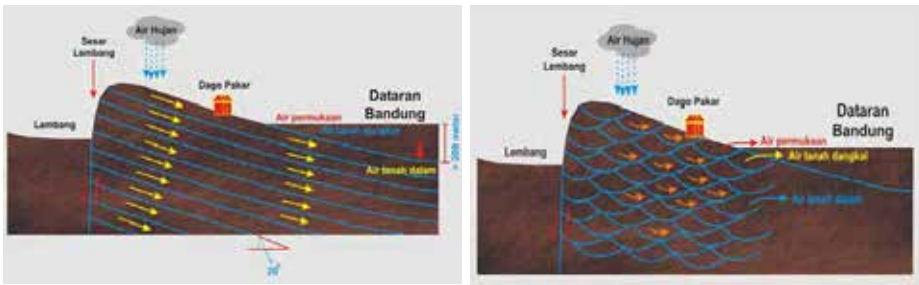 Air Hujan
Sesar
Lembang
Dago Pakar
Dataran
Bandung
Lembang
Air permukaan
Air tanah dangkal
Air tanah dalam
> 200 meter
20°
Air Hujan
Sesar
Lembang
Dago Pakar
Dataran
Bandung
Lembang
Air permukaan
Air tanah dangkal
Air tanah dalam